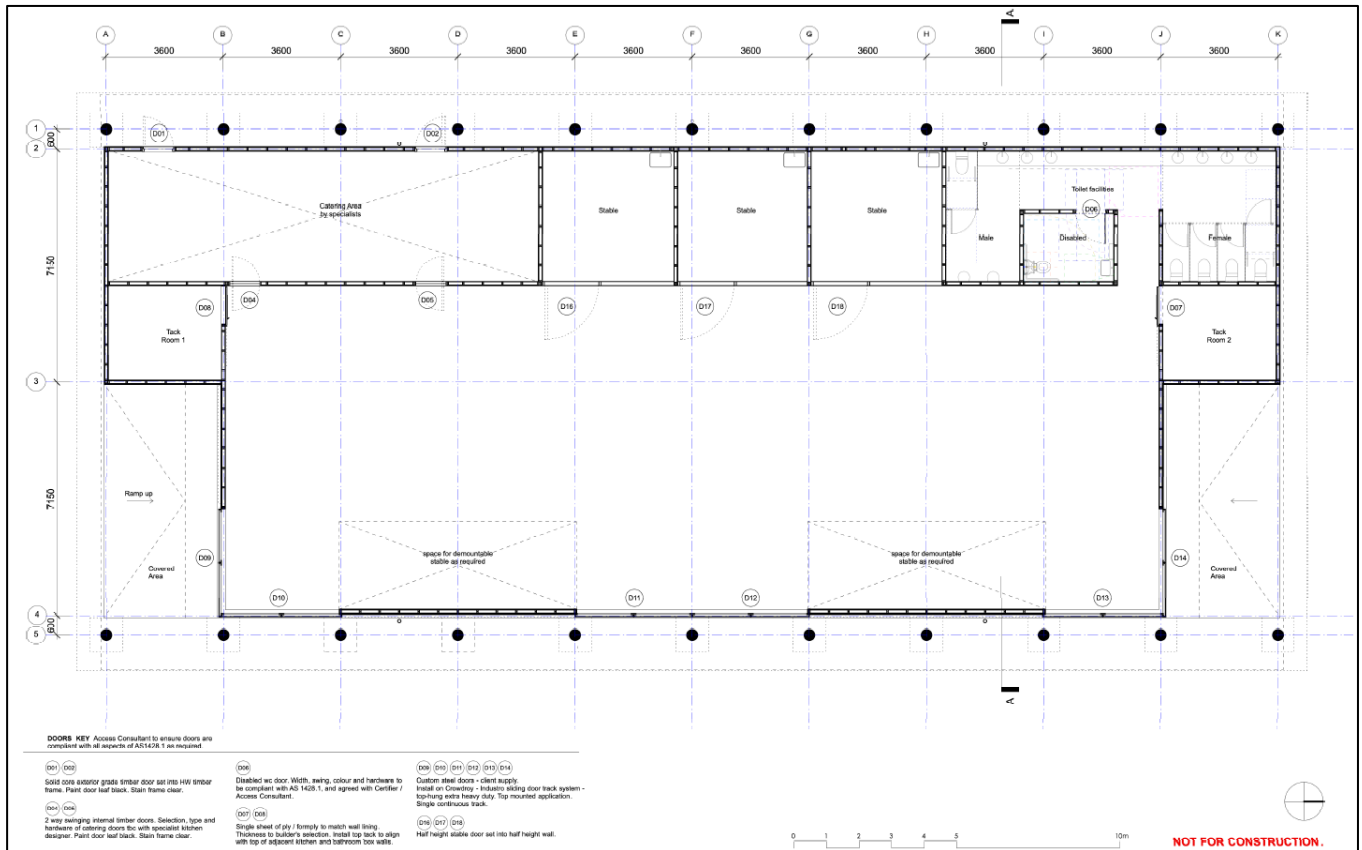 A
A B C D E F G H I J K
3600 3600 3600 3600 3600 3600 3600 3600 3600 3600
1
600
2
D01 D02
Catering Area
by specialists
Stable
Stable
Stable
Toilet facilities
D06
Male
Disabled
Female
7150
D04
D05
D08
D16
D17
D18
D07
Tack
Room 1
Tack
Room 2
3
7150
Ramp up
D09
Covered
Area
space for demountable
stable as required
space for demountable
stable as required
D14
Covered
Area
D10
D11
D12
D13
4
600
5
A
DOORS KEY Access Consultant to ensure doors are
compliant with all aspects of AS1428.1 as required.
D01 D02
Solid core exterior grade timber door set into HW timber
frame. Paint door leaf black. Stain frame clear.
2 way swinging internal timber doors. Selection, type and
hardware of catering doors tbc with specialist kitchen
designer. Paint door leaf black. Stain frame clear.
D06
Disabled wc door. Width, swing, colour and hardware to
be compliant with AS 1428.1, and agreed with Certifier /
Access Consultant.
D07 D08
Single sheet of ply / formply to match wall lining.
Thickness to builder's selection. Install top tack to align
with top of adjacent kitchen and bathroom box walls.
D09 D10 D11 D12 D13 D14
Custom steel doors - client supply.
Install on Crowdroy - Industro sliding door track system -
top-hung extra heavy duty. Top mounted application.
Single continuous track.
D16 D17 D18
Half height stable door set into half height wall.
0 1 2 3 4 5 10m
NOT FOR CONSTRUCTION.